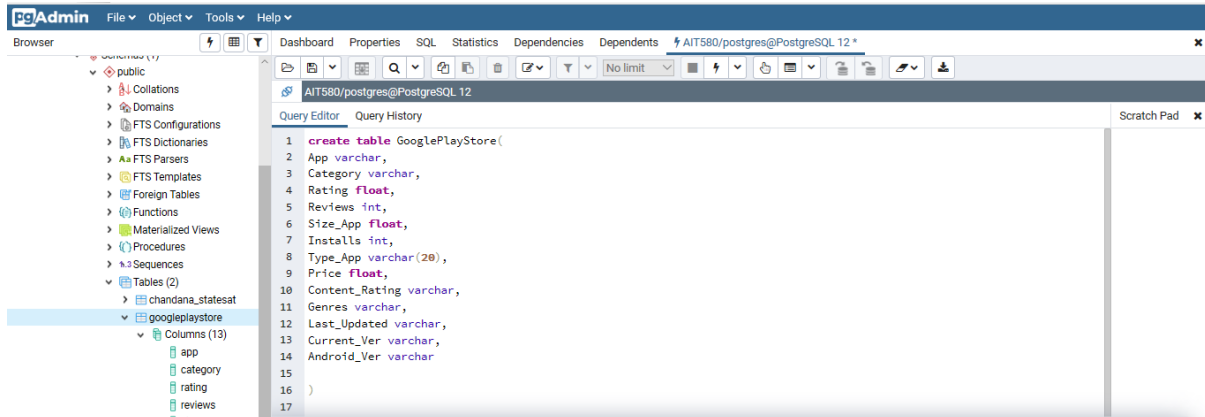 pgAdmin File Object Tools Help
Browser
Dashboard Properties SQL Statistics Dependencies Dependents AIT580/postgres@PostgreSQL 12 *
No limit
AIT580/postgres@PostgreSQL 12
Query Editor Query History
Scratch Pad
public
Collations
Domains
FTS Configurations
FTS Dictionaries
Aa FTS Parsers
FTS Templates
Foreign Tables
Functions
Materialized Views
Procedures
1..3 Sequences
Tables (2)
chandana_statesat
googleplaystore
Columns (13)
app
category
rating
reviews
1 create table GooglePlayStore(
2 App varchar,
3 Category varchar,
4 Rating float,
5 Reviews int,
6 Size_App float,
7 Installs int,
8 Type_App varchar(20),
9 Price float,
10 Content_Rating varchar,
11 Genres varchar,
12 Last_Updated varchar,
13 Current_Ver varchar,
14 Android_Ver varchar
15
16 )
17